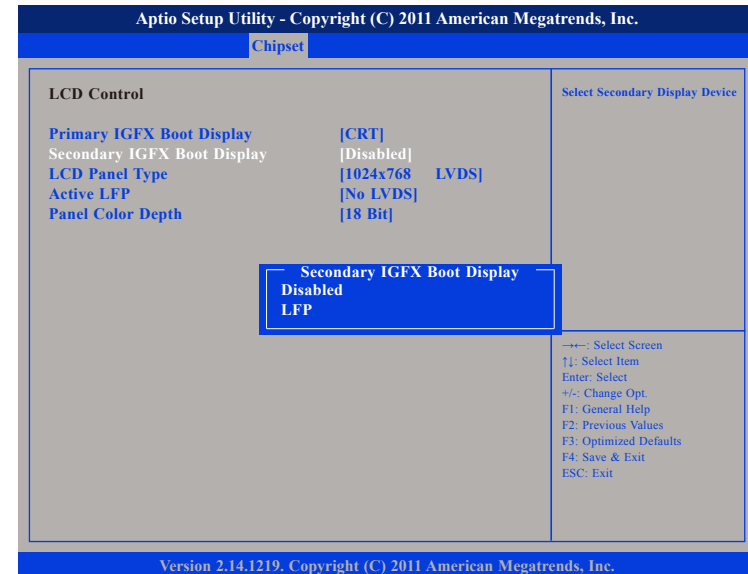 Aptio Setup Utility - Copyright (C) 2011 American Megatrends, Inc.
Chipset
LCD Control
Primary IGFX Boot Display [CRT]
Secondary IGFX Boot Display [Disabled]
LCD Panel Type [1024x768 LVDS]
Active LFP [No LVDS]
Panel Color Depth [18 Bit]
Secondary IGFX Boot Display
Disabled
LFP
Select Secondary Display Device
→←: Select Screen
↑↓: Select Item
Enter: Select
+/-: Change Opt.
F1: General Help
F2: Previous Values
F3: Optimized Defaults
F4: Save & Exit
ESC: Exit
Version 2.14.1219. Copyright (C) 2011 American Megatrends, Inc.